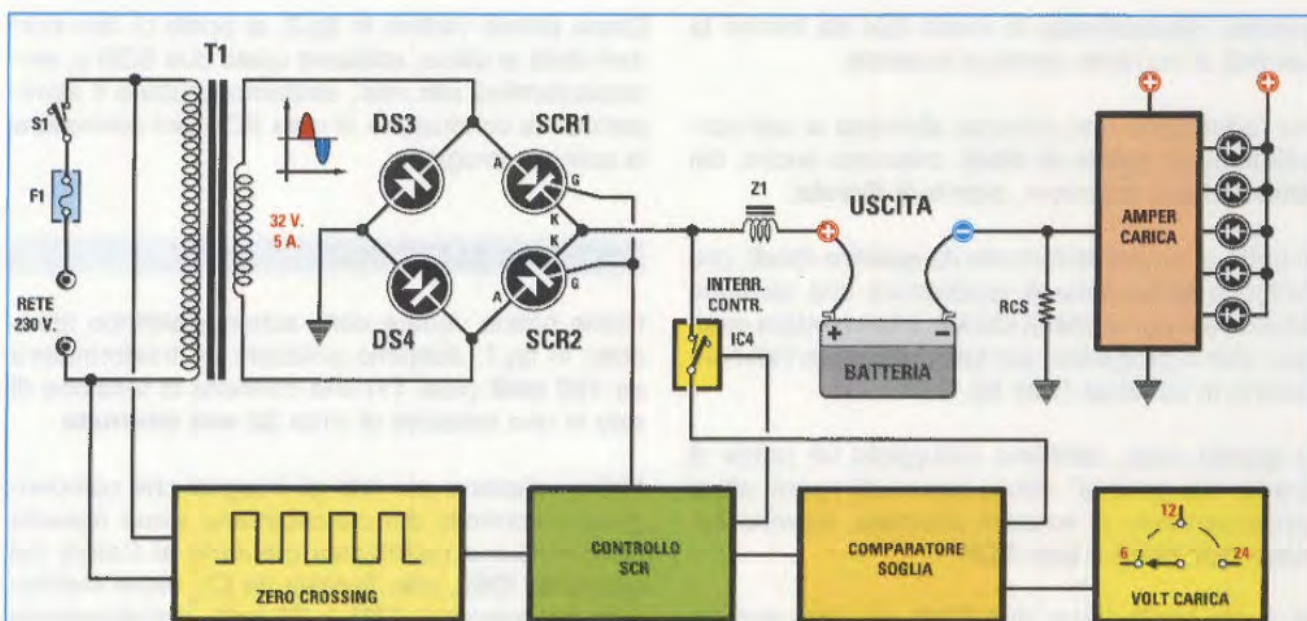 T1
S1
F1
RETE
230 V.
32 V.
5 A.
DS3
SCR1
A
G
K
K
G
A
DS4
SCR2
Z1
USCITA
+
-
INTERR.
CONTR.
IC4
+
-
BATTERIA
RCS
+
+
AMPER
CARICA
ZERO CROSSING
CONTROLLO
SCR
COMPARATORE
SOGLIA
12
6
24
VOLT CARICA